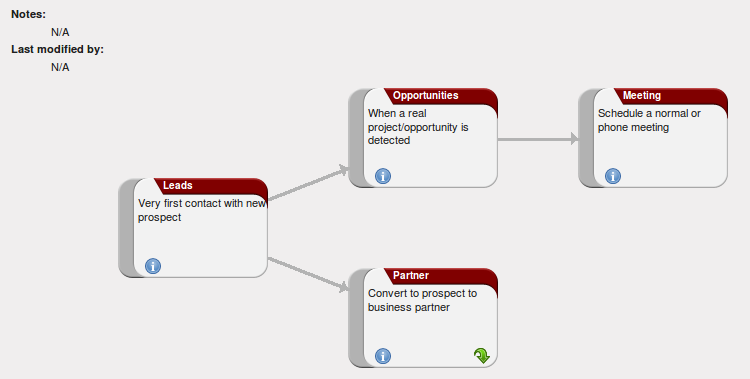 Notes:
N/A
Last modified by:
N/A
Opportunities
When a real
project/opportunity is
detected
Meeting
Schedule a normal or
phone meeting
Leads
Very first contact with new
prospect
Partner
Convert to prospect to
business partner